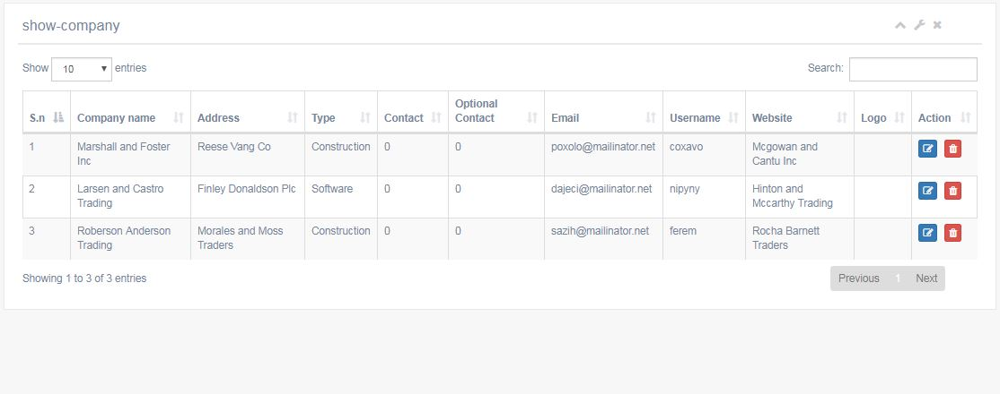 show-company
Show 10 entries Search:
S.n Company name Address Type Contact Optional Contact Email Username Website Logo Action
1 Marshall and Foster Inc Reese Vang Co Construction 0 0 poxolo@mailinator.net coxavo Mcgowan and Cantu Inc
2 Larsen and Castro Trading Finley Donaldson Plc Software 0 0 dajeci@mailinator.net nipyny Hinton and Mccarthy Trading
3 Roberson Anderson Trading Morales and Moss Traders Construction 0 0 sazih@mailinator.net ferem Rocha Barnett Traders
Showing 1 to 3 of 3 entries Previous 1 Next